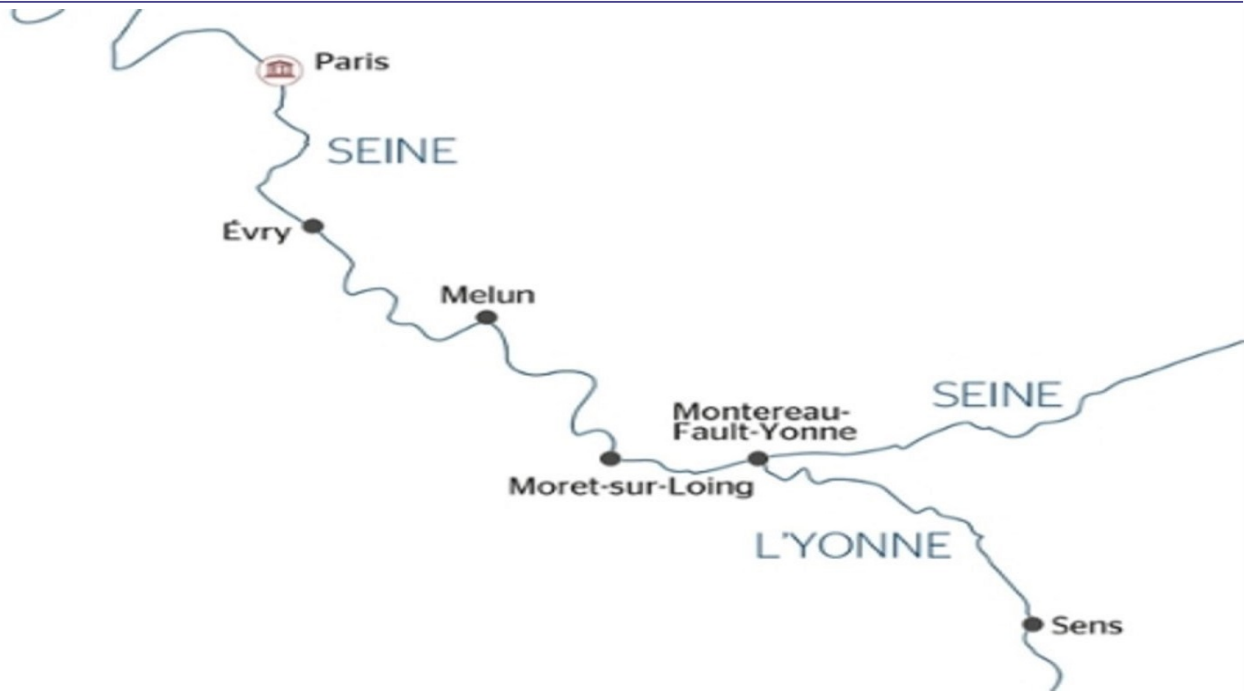 Paris
SEINE
Évry
Melun
SEINE
Montereau-
Fault-Yonne
Moret-sur-Loing
L'YONNE
Sens